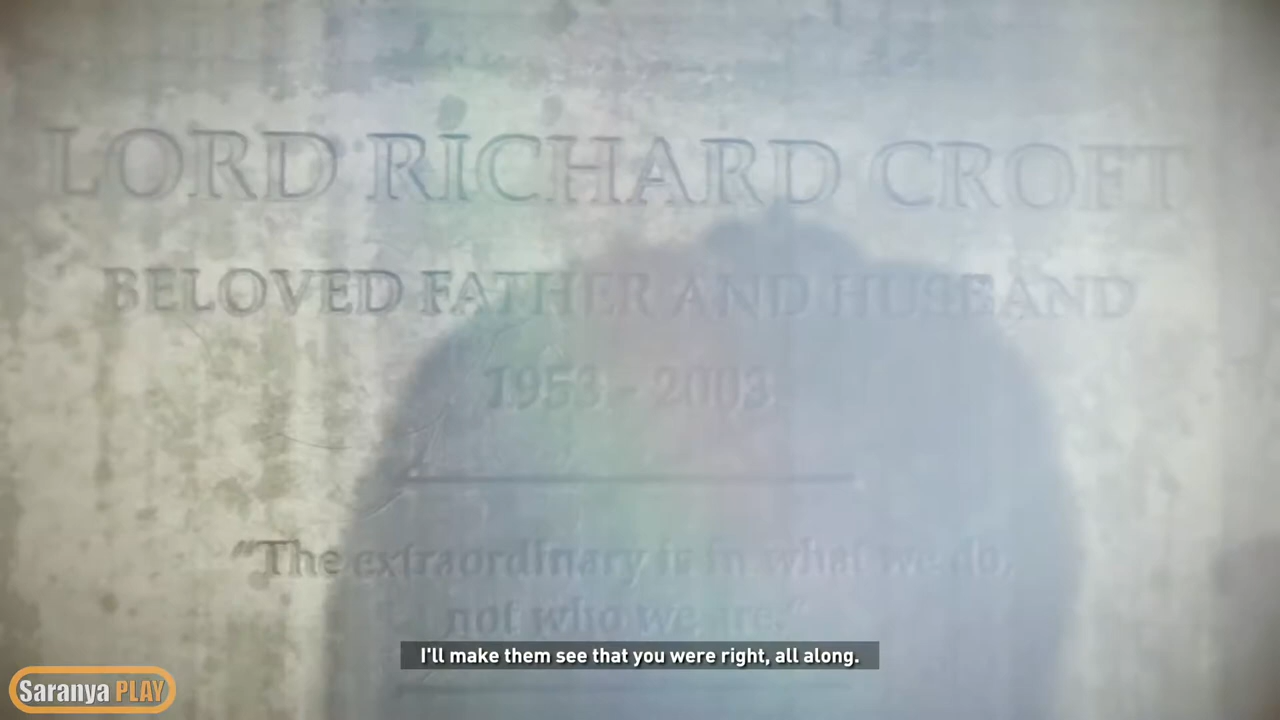 LORD RICHARD CROFT
BELOVED FATHER AND HUSBAND
1953 - 2003
"The extraordinary is in what we do,
not who we are."
I'll make them see that you were right, all along.
Saranya PLAY